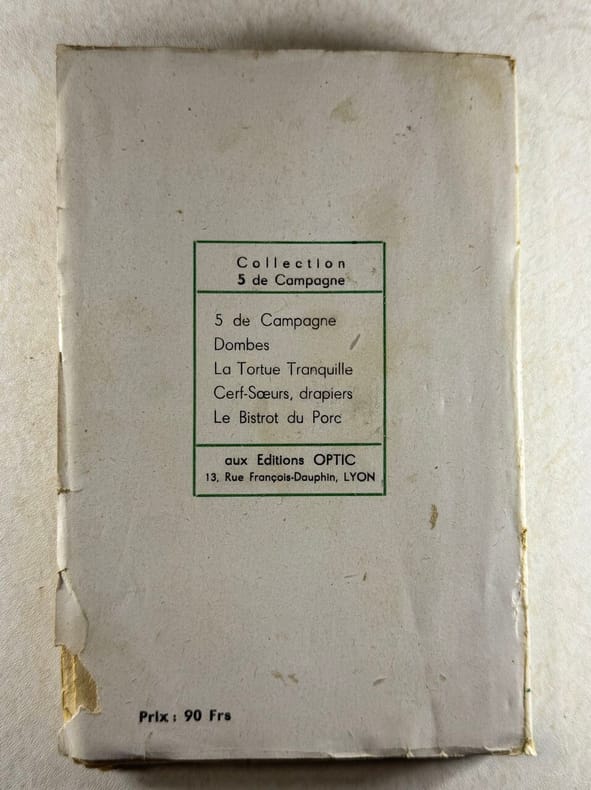 Collection
5 de Campagne
5 de Campagne
Dombes
La Tortue Tranquille
Cerf-Sœurs, drapiers
Le Bistrot du Porc
aux Editions OPTIC
13, Rue François-Dauphin, LYON
Prix : 90 Frs